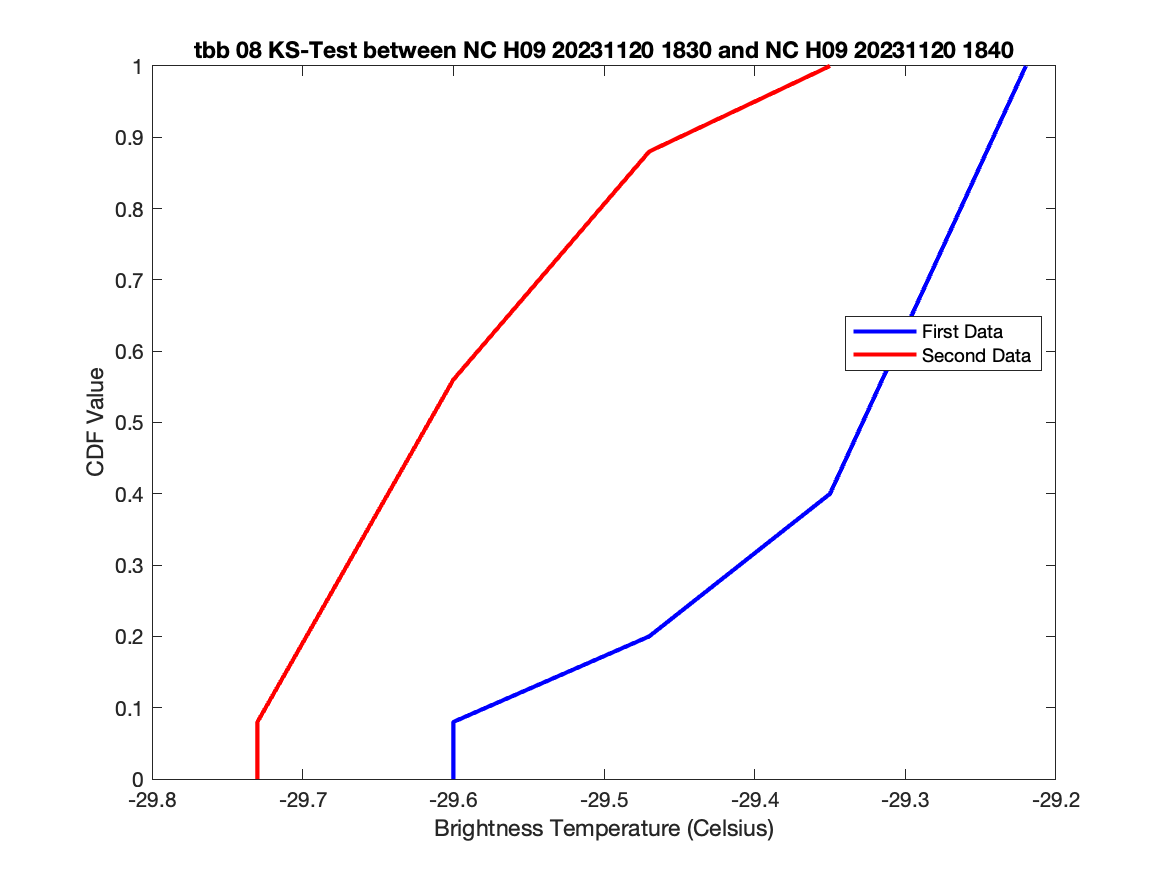 tbb 08 KS-Test between NC H09 20231120 1830 and NC H09 20231120 1840
1
0.9
0.8
0.7
0.6
0.5
0.4
0.3
0.2
0.1
0
CDF Value
First Data
Second Data
-29.8 -29.7 -29.6 -29.5 -29.4 -29.3 -29.2
Brightness Temperature (Celsius)